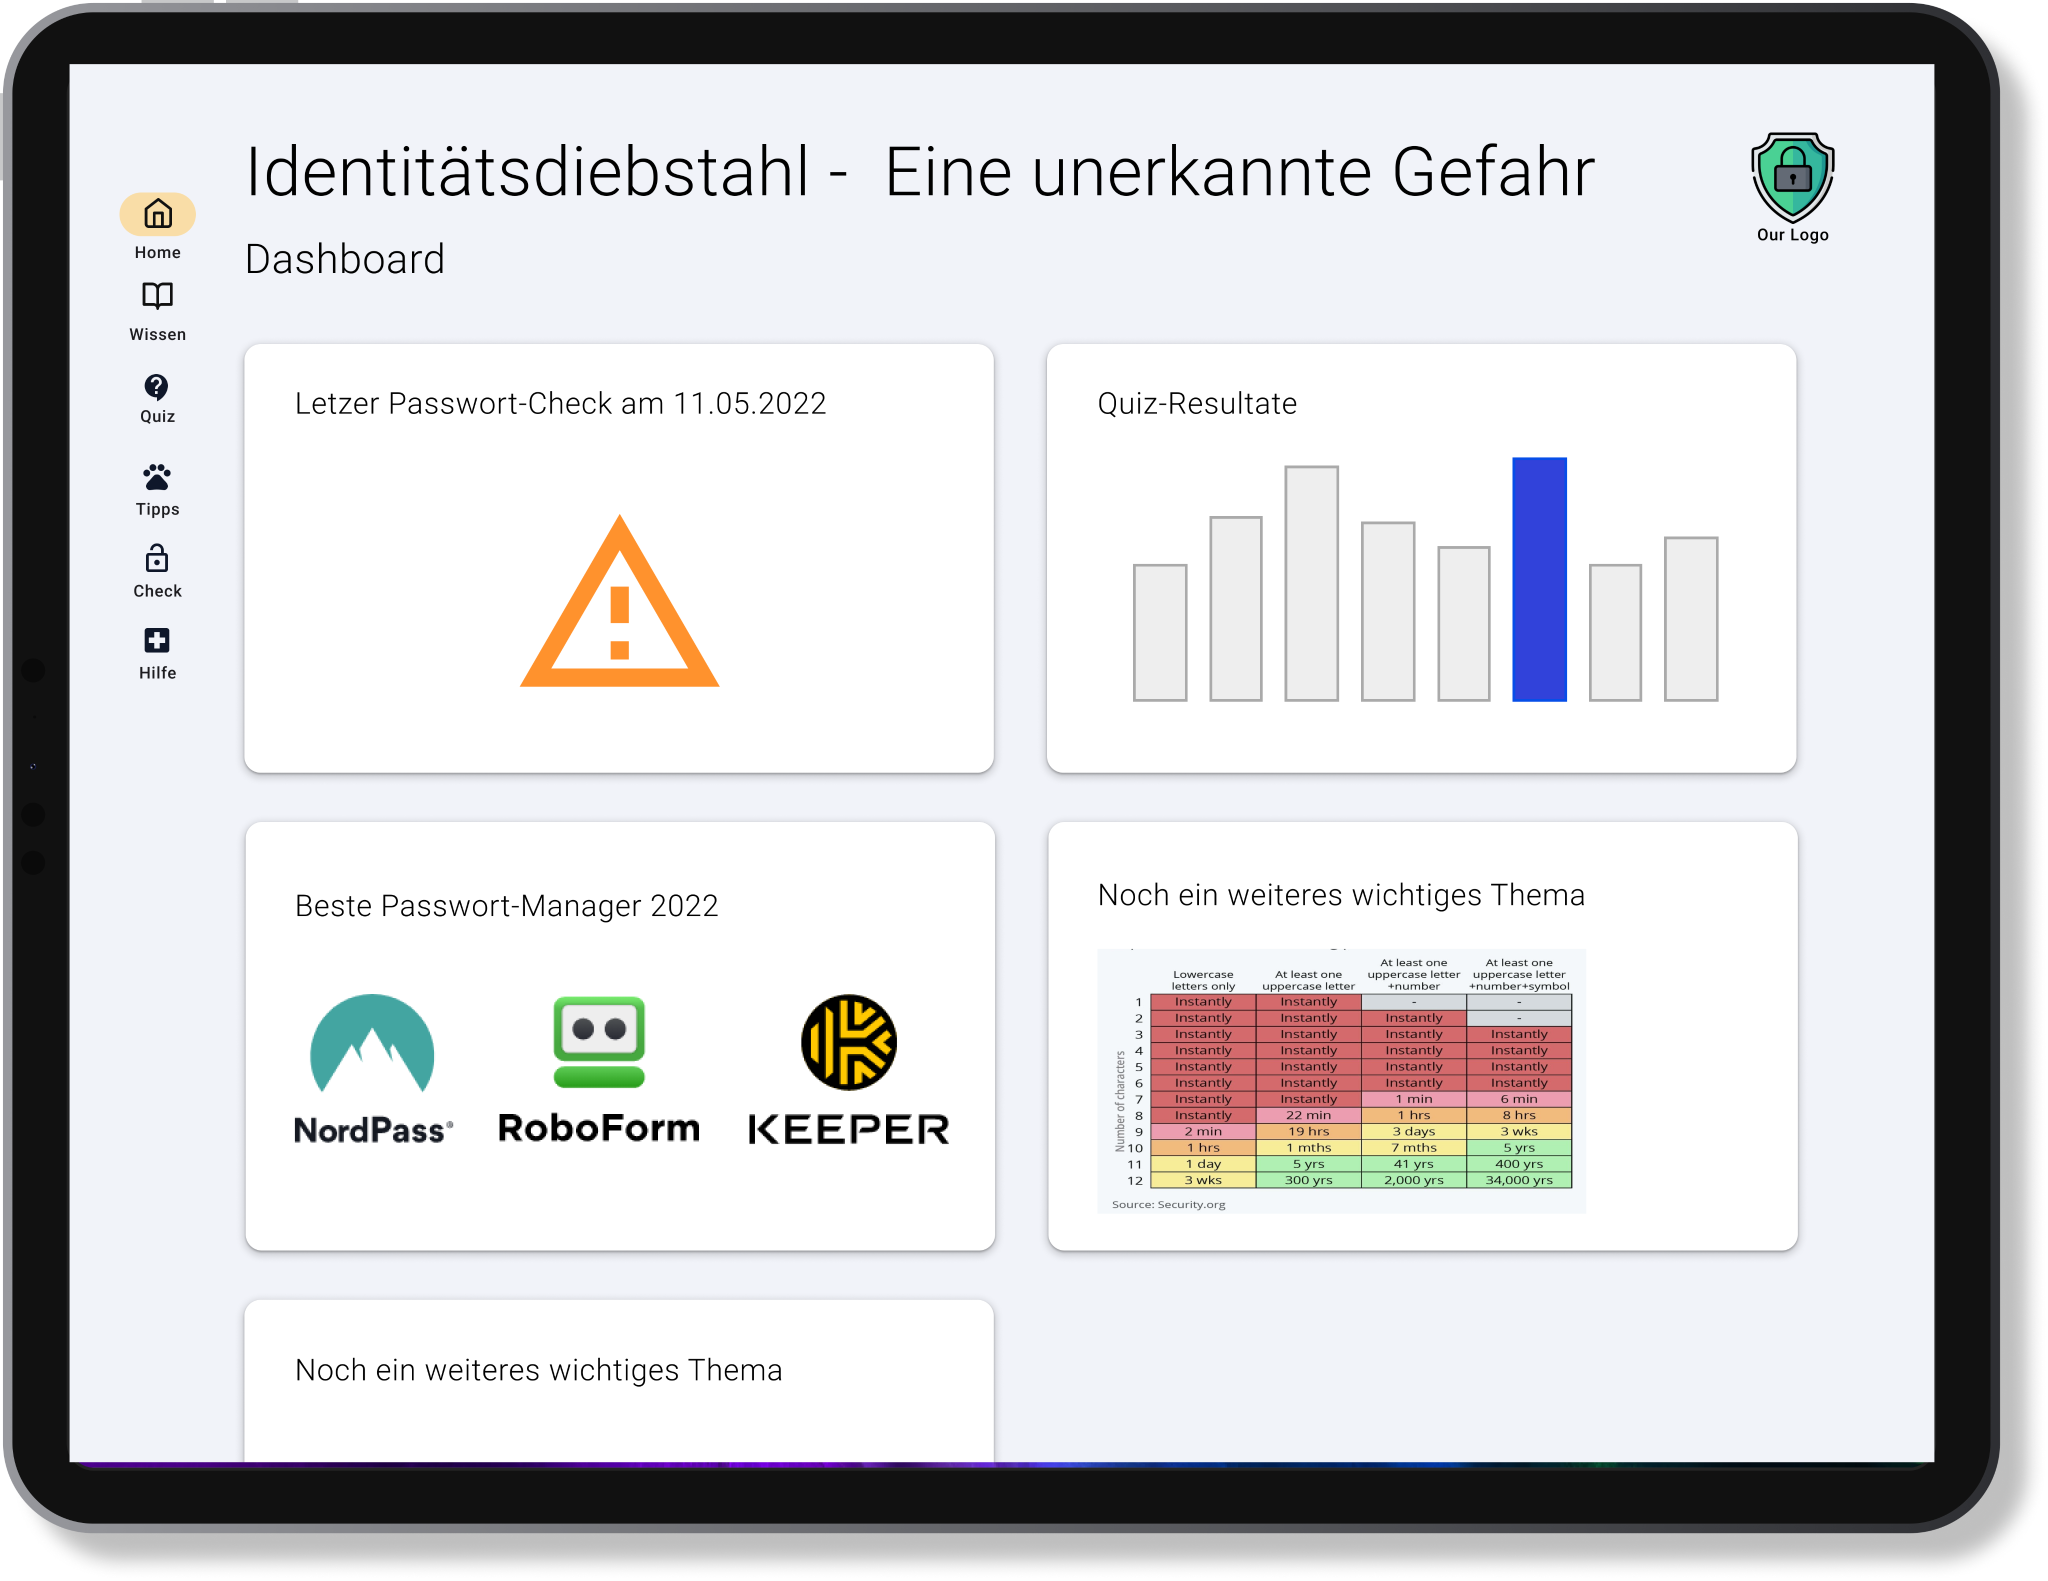 Identitätsdiebstahl - Eine unerkannte Gefahr
Our Logo
Dashboard
Home
Wissen
Quiz
Tipps
Check
Hilfe
Letzer Passwort-Check am 11.05.2022
Quiz-Resultate
Beste Passwort-Manager 2022
NordPass®
RoboForm
KEEPER
Noch ein weiteres wichtiges Thema
Lowercase letters only
At least one uppercase letter
At least one uppercase letter +number
At least one uppercase letter +number+symbol
Number of characters
1 Instantly Instantly - -
2 Instantly Instantly Instantly -
3 Instantly Instantly Instantly Instantly
4 Instantly Instantly Instantly Instantly
5 Instantly Instantly Instantly Instantly
6 Instantly Instantly Instantly Instantly
7 Instantly Instantly 1 min 6 min
8 Instantly 22 min 1 hrs 8 hrs
9 2 min 19 hrs 3 days 3 wks
10 1 hrs 1 mths 7 mths 5 yrs
11 1 day 5 yrs 41 yrs 400 yrs
12 3 wks 300 yrs 2,000 yrs 34,000 yrs
Source: Security.org
Noch ein weiteres wichtiges Thema